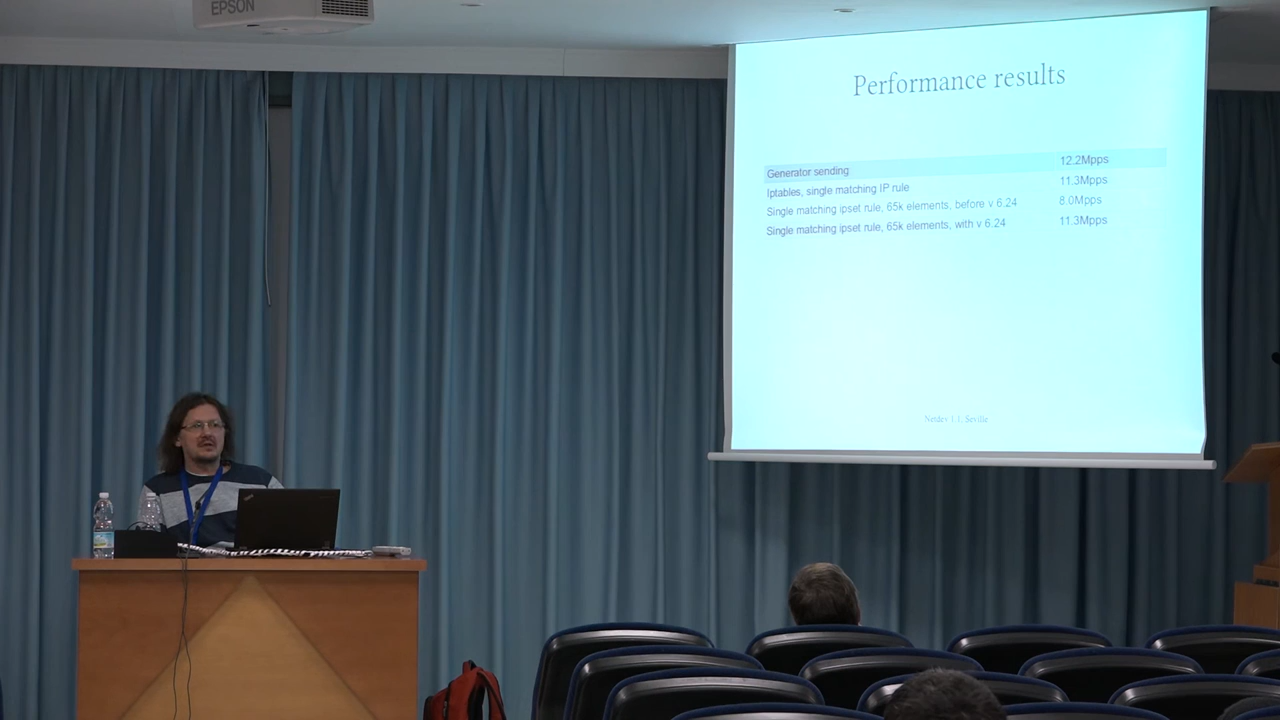 EPSON
Performance results
Generator sending 12.2Mpps
Iptables, single matching IP rule 11.3Mpps
Single matching ipset rule, 65k elements, before v 6.24 8.0Mpps
Single matching ipset rule, 65k elements, with v 6.24 11.3Mpps
Netdev 1.1, Seville